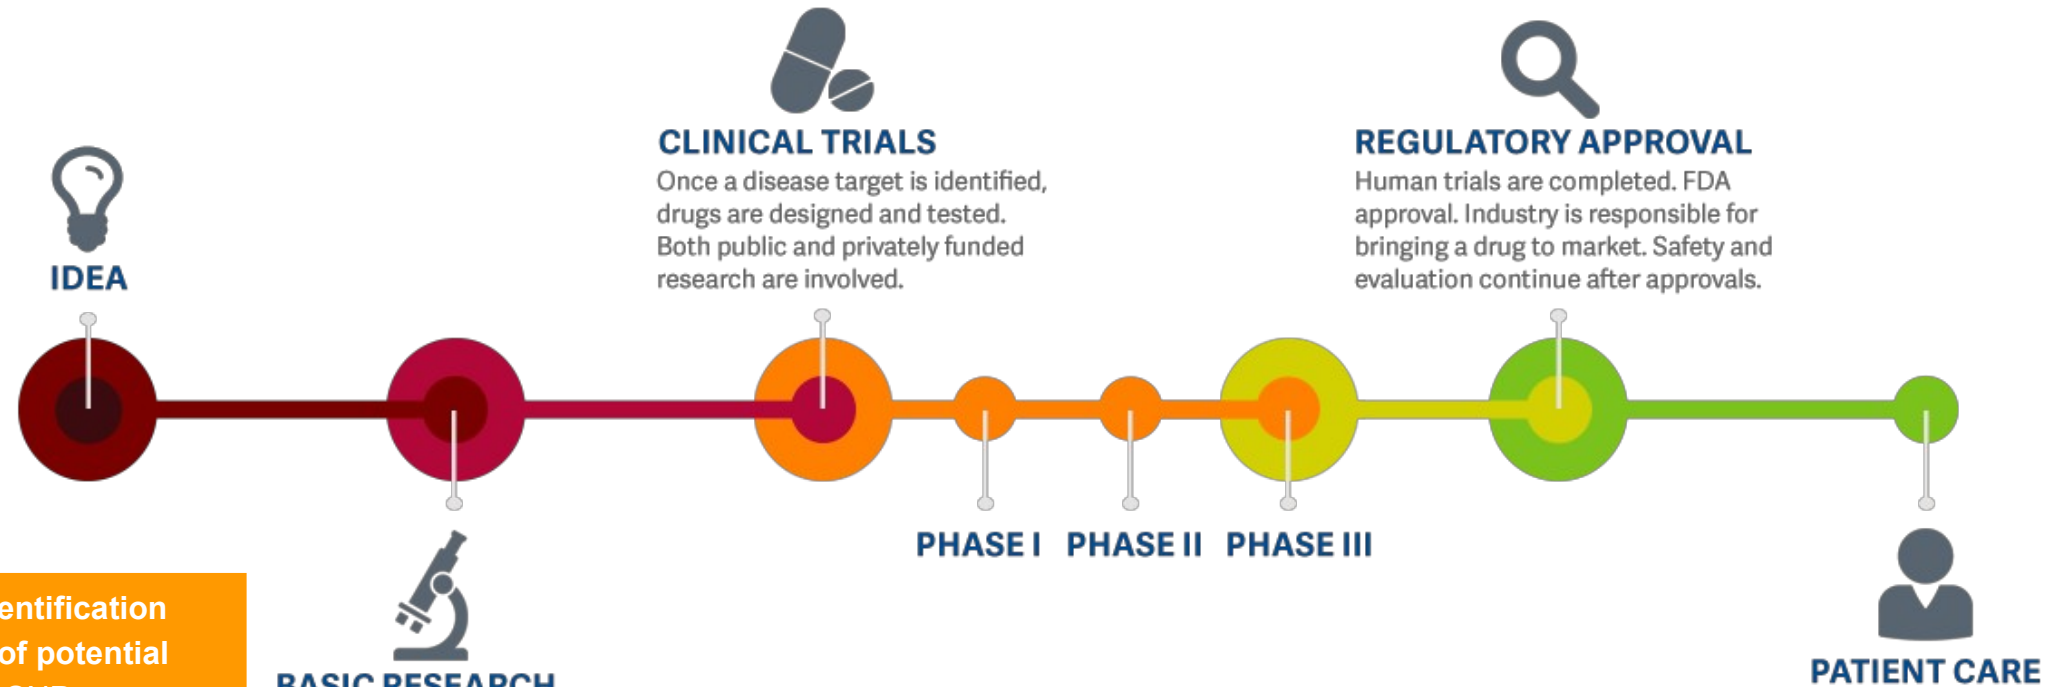 IDEA
CLINICAL TRIALS
Once a disease target is identified,
drugs are designed and tested.
Both public and privately funded
research are involved.
REGULATORY APPROVAL
Human trials are completed. FDA
approval. Industry is responsible for
bringing a drug to market. Safety and
evaluation continue after approvals.
PHASE I
PHASE II
PHASE III
entification
of potential
BASIC RESEARCH
PATIENT CARE